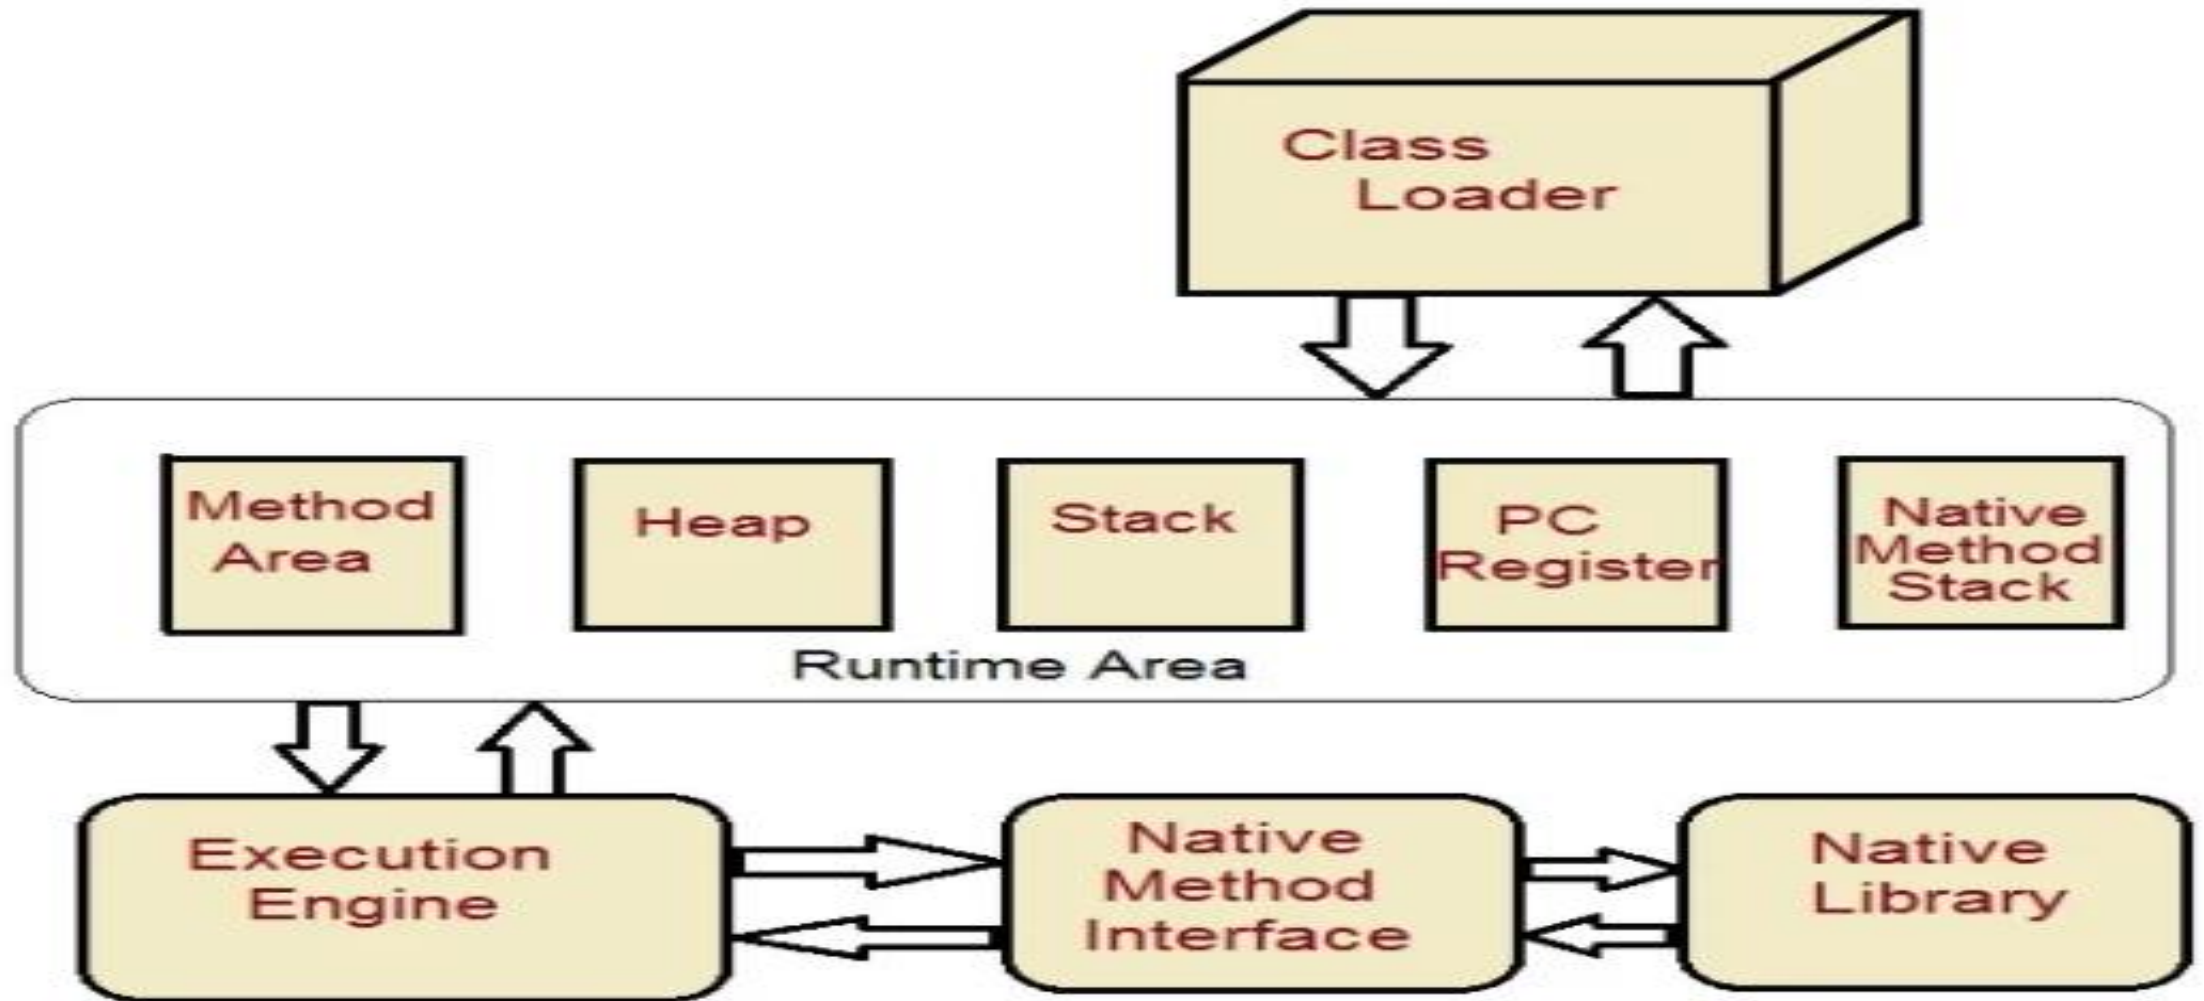 Class
Loader
Method
Area
Heap
Stack
PC
Register
Native
Method
Stack
Runtime Area
Execution
Engine
Native
Method
Interface
Native
Library